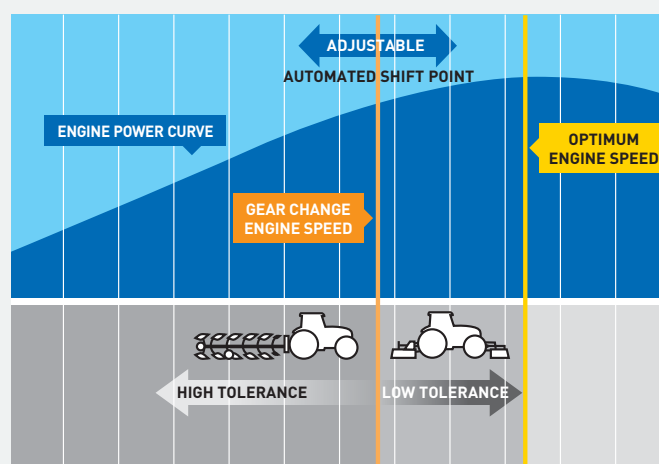 ADJUSTABLE
AUTOMATED SHIFT POINT
ENGINE POWER CURVE
OPTIMUM
ENGINE SPEED
GEAR CHANGE
ENGINE SPEED
HIGH TOLERANCE
LOW TOLERANCE